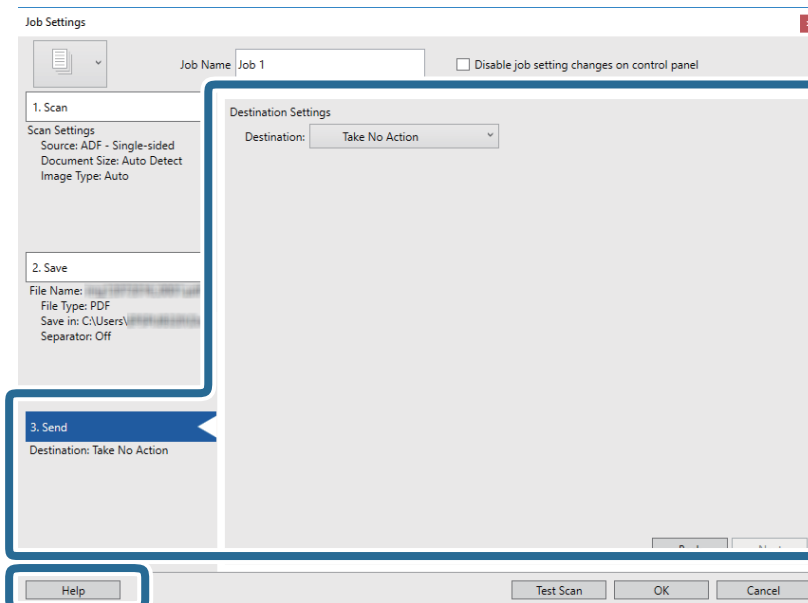 Job Settings
Job Name Job 1
Disable job setting changes on control panel
1. Scan
Scan Settings
Source: ADF - Single-sided
Document Size: Auto Detect
Image Type: Auto
2. Save
File Name:
File Type: PDF
Save in: C:\Users\
Separator: Off
3. Send
Destination: Take No Action
Destination Settings
Destination: Take No Action
Help
Test Scan
OK
Cancel